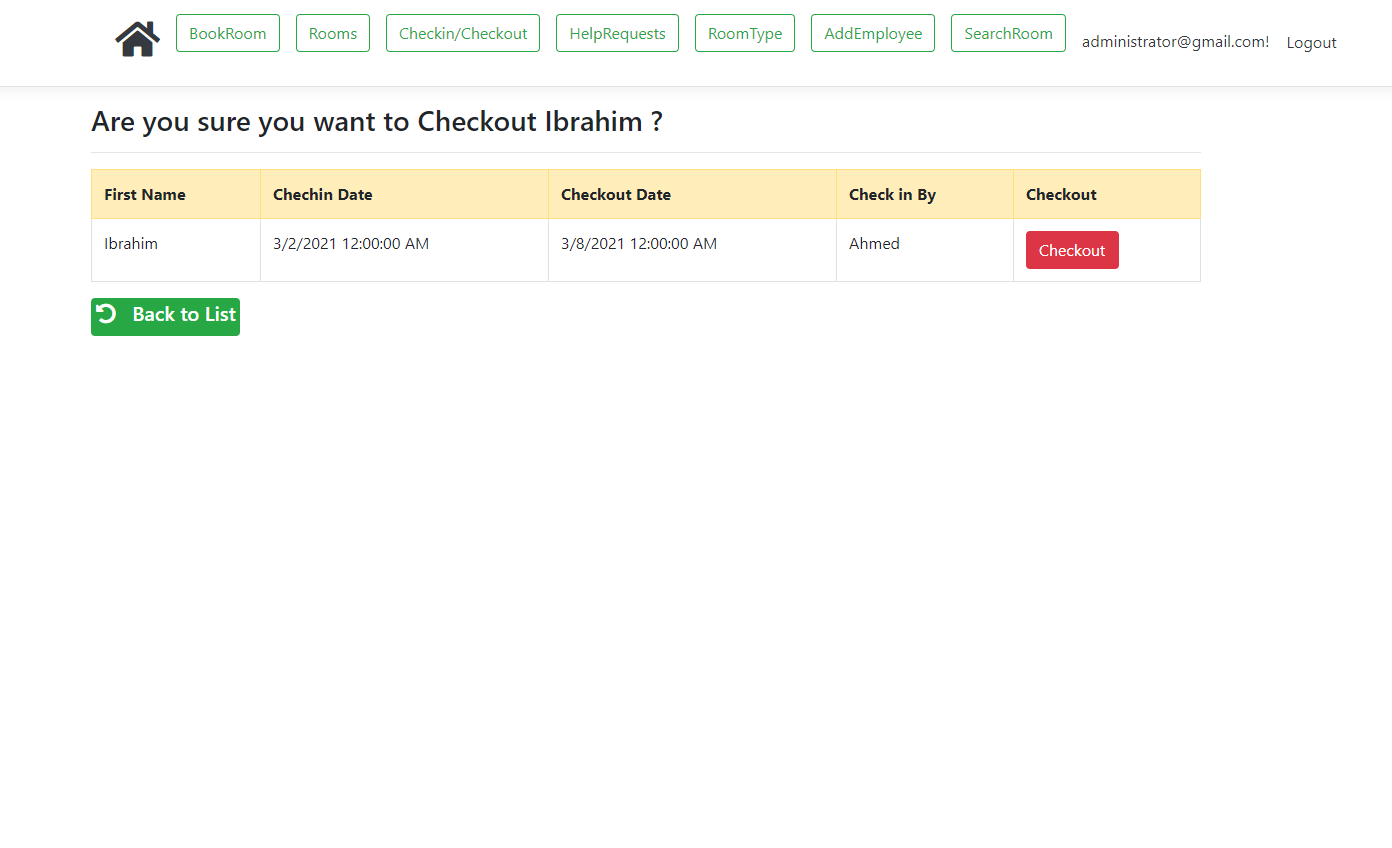 BookRoom Rooms Checkin/Checkout HelpRequests RoomType AddEmployee SearchRoom administrator@gmail.com! Logout
Are you sure you want to Checkout Ibrahim ?
First Name Chechin Date Checkout Date Check in By Checkout
Ibrahim 3/2/2021 12:00:00 AM 3/8/2021 12:00:00 AM Ahmed Checkout
Back to List